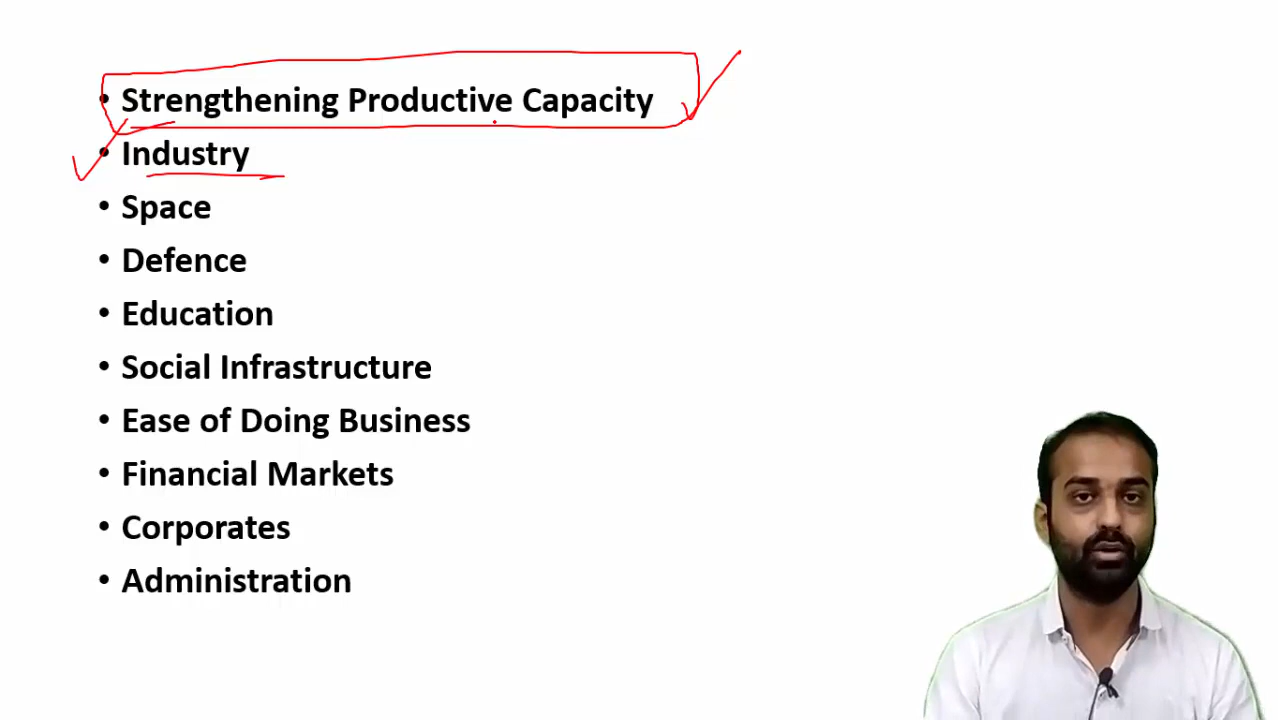 • Strengthening Productive Capacity
• Industry
• Space
• Defence
• Education
• Social Infrastructure
• Ease of Doing Business
• Financial Markets
• Corporates
• Administration